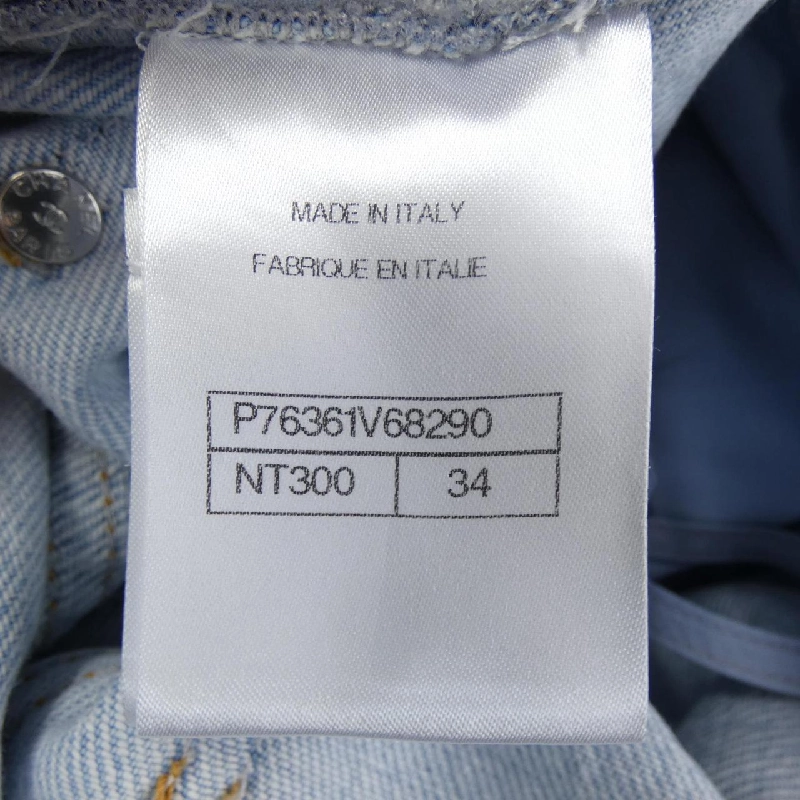 MADE IN ITALY
FABRIQUE EN ITALIE
P76361V68290
NT300 34